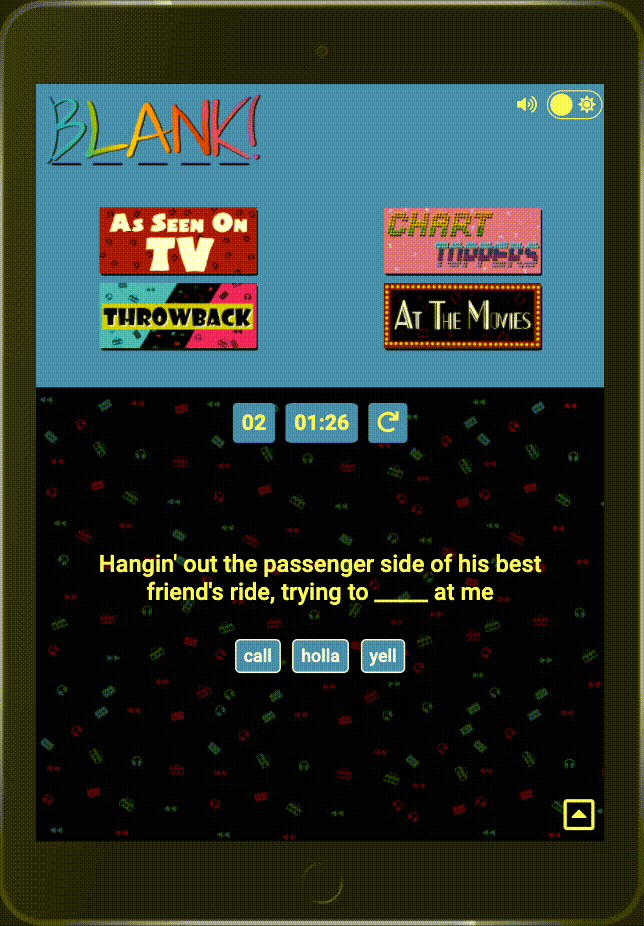 BLANK!
As Seen On TV
CHART TOPPERS
THROWBACK
At The Movies
02 01:26
Hangin' out the passenger side of his best
friend's ride, trying to _____ at me
call holla yell